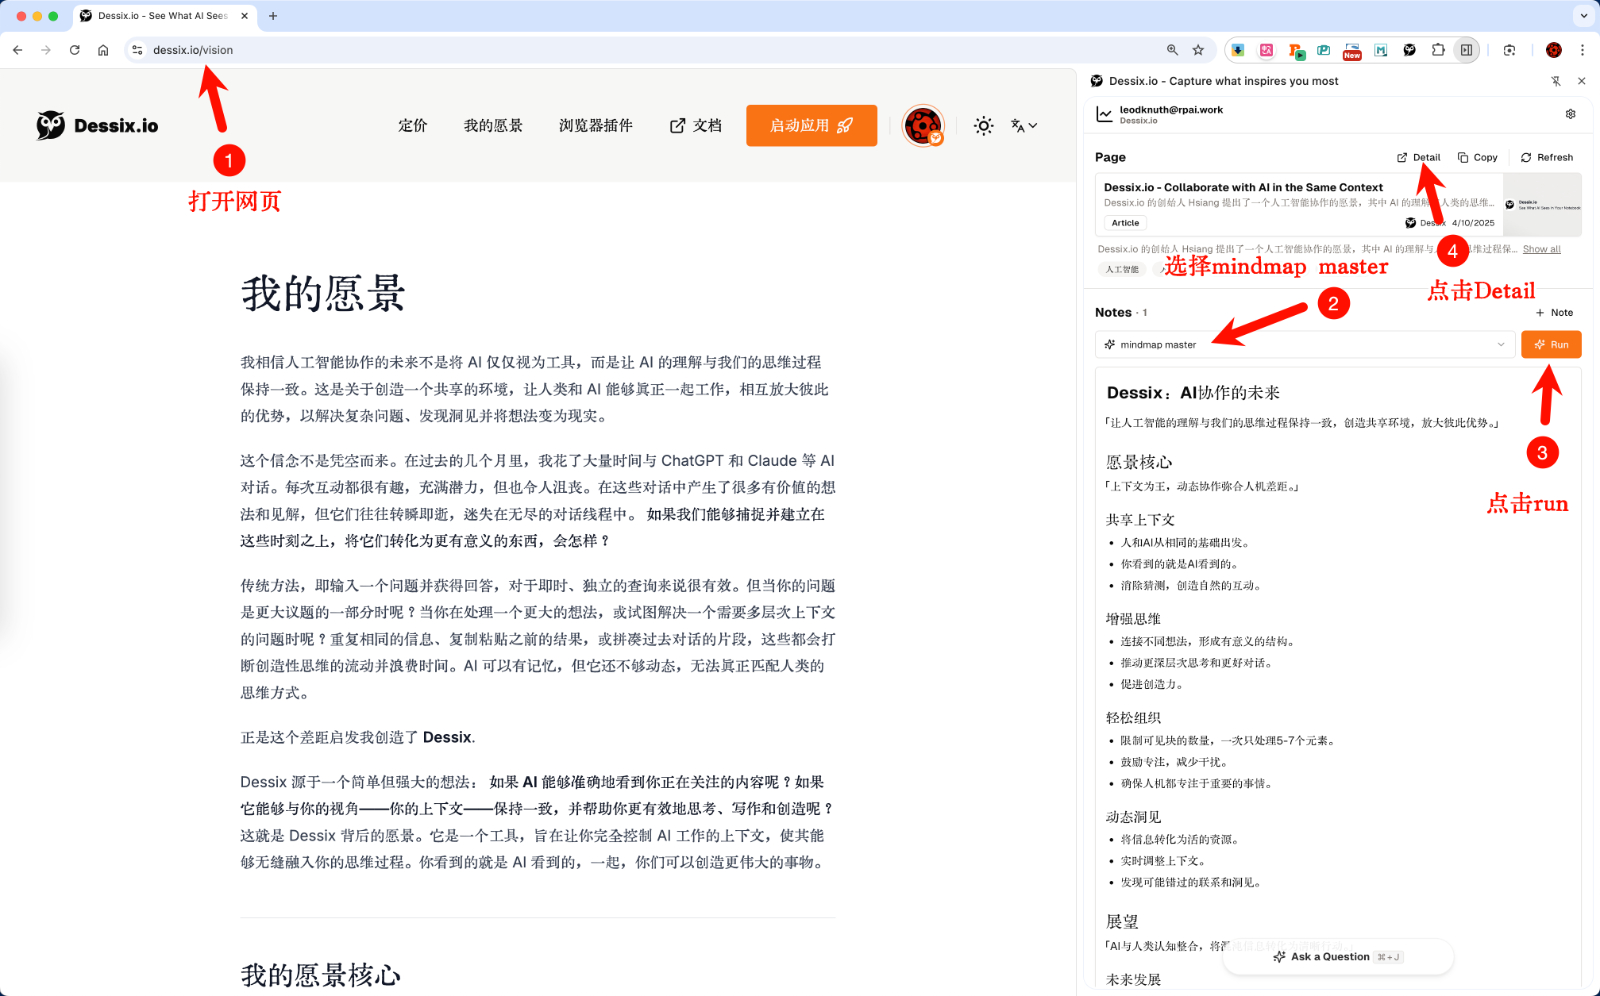 Dessix.io - See What AI Sees
dessix.io/vision
New
Dessix.io
定价
我的愿景
浏览器插件
文档
启动应用
1
打开网页
我的愿景
我相信人工智能协作的未来不是将 AI 仅仅视为工具，而是让 AI 的理解与我们的思维过程
保持一致。这是关于创造一个共享的环境，让人类和 AI 能够真正一起工作，相互放大彼此
的优势，以解决复杂问题、发现洞见并将想法变为现实。
这个信念不是凭空而来。在过去的几个月里，我花了大量时间与 ChatGPT 和 Claude 等 AI
对话。每次互动都很有趣，充满潜力，但也令人沮丧。在这些对话中产生了很多有价值的想
法和见解，但它们往往转瞬即逝，迷失在无尽的对话线程中。 如果我们能够捕捉并建立在
这些时刻之上，将它们转化为更有意义的东西，会怎样？
传统方法，即输入一个问题并获得回答，对于即时、独立的查询来说很有效。但当你的问题
是更大议题的一部分时呢？当你在处理一个更大的想法，或试图解决一个需要多层次上下文
的问题时呢？重复相同的信息、复制粘贴之前的结果，或拼凑过去对话的片段，这些都会打
断创造性思维的流动并浪费时间。AI 可以有记忆，但它还不够动态，无法真正匹配人类的
思维方式。
正是这个差距启发我创造了 Dessix.
Dessix 源于一个简单但强大的想法： 如果 AI 能够准确地看到你正在关注的内容呢？如果
它能够与你的视角——你的上下文——保持一致，并帮助你更有效地思考、写作和创造呢？
这就是 Dessix 背后的愿景。它是一个工具，旨在让你完全控制 AI 工作的上下文，使其能
够无缝融入你的思维过程。你看到的就是 AI 看到的，一起，你们可以创造更伟大的事物。
我的愿景核心
Dessix.io - Capture what inspires you most
leodknuth@rpai.work
Dessix.io
Page
Detail
Copy
Refresh
Dessix.io - Collaborate with AI in the Same Context
Dessix.io 的创始人 Hsiang 提出了一个人工智能协作的愿景，其中 AI 的理解 人类的思维...
Article
Dessix 4/10/2025
Dessix.io
See What AI Sees in Your Notebook
Dessix.io 的创始人 Hsiang 提出了一个人工智能协作的愿景，其中 AI 的理解与 思维过程保... Show all
人工智能
4
选择mindmap master
点击Detail
2
Notes · 1
+ Note
mindmap master
Run
3
点击run
Dessix：AI协作的未来
「让人工智能的理解与我们的思维过程保持一致，创造共享环境，放大彼此优势。」
愿景核心
「上下文为王，动态协作弥合人机差距。」
共享上下文
• 人和AI从相同的基础出发。
• 你看到的就是AI看到的。
• 消除猜测，创造自然的互动。
增强思维
• 连接不同想法，形成有意义的结构。
• 推动更深层次思考和更好对话。
• 促进创造力。
轻松组织
• 限制可见块的数量，一次只处理5-7个元素。
• 鼓励专注，减少干扰。
• 确保人机都专注于重要的事情。
动态洞见
• 将信息转化为活的资源。
• 实时调整上下文。
• 发现可能错过的联系和洞见。
展望
「AI与人类认知整合，将
Ask a Question ⌘+J
未来发展